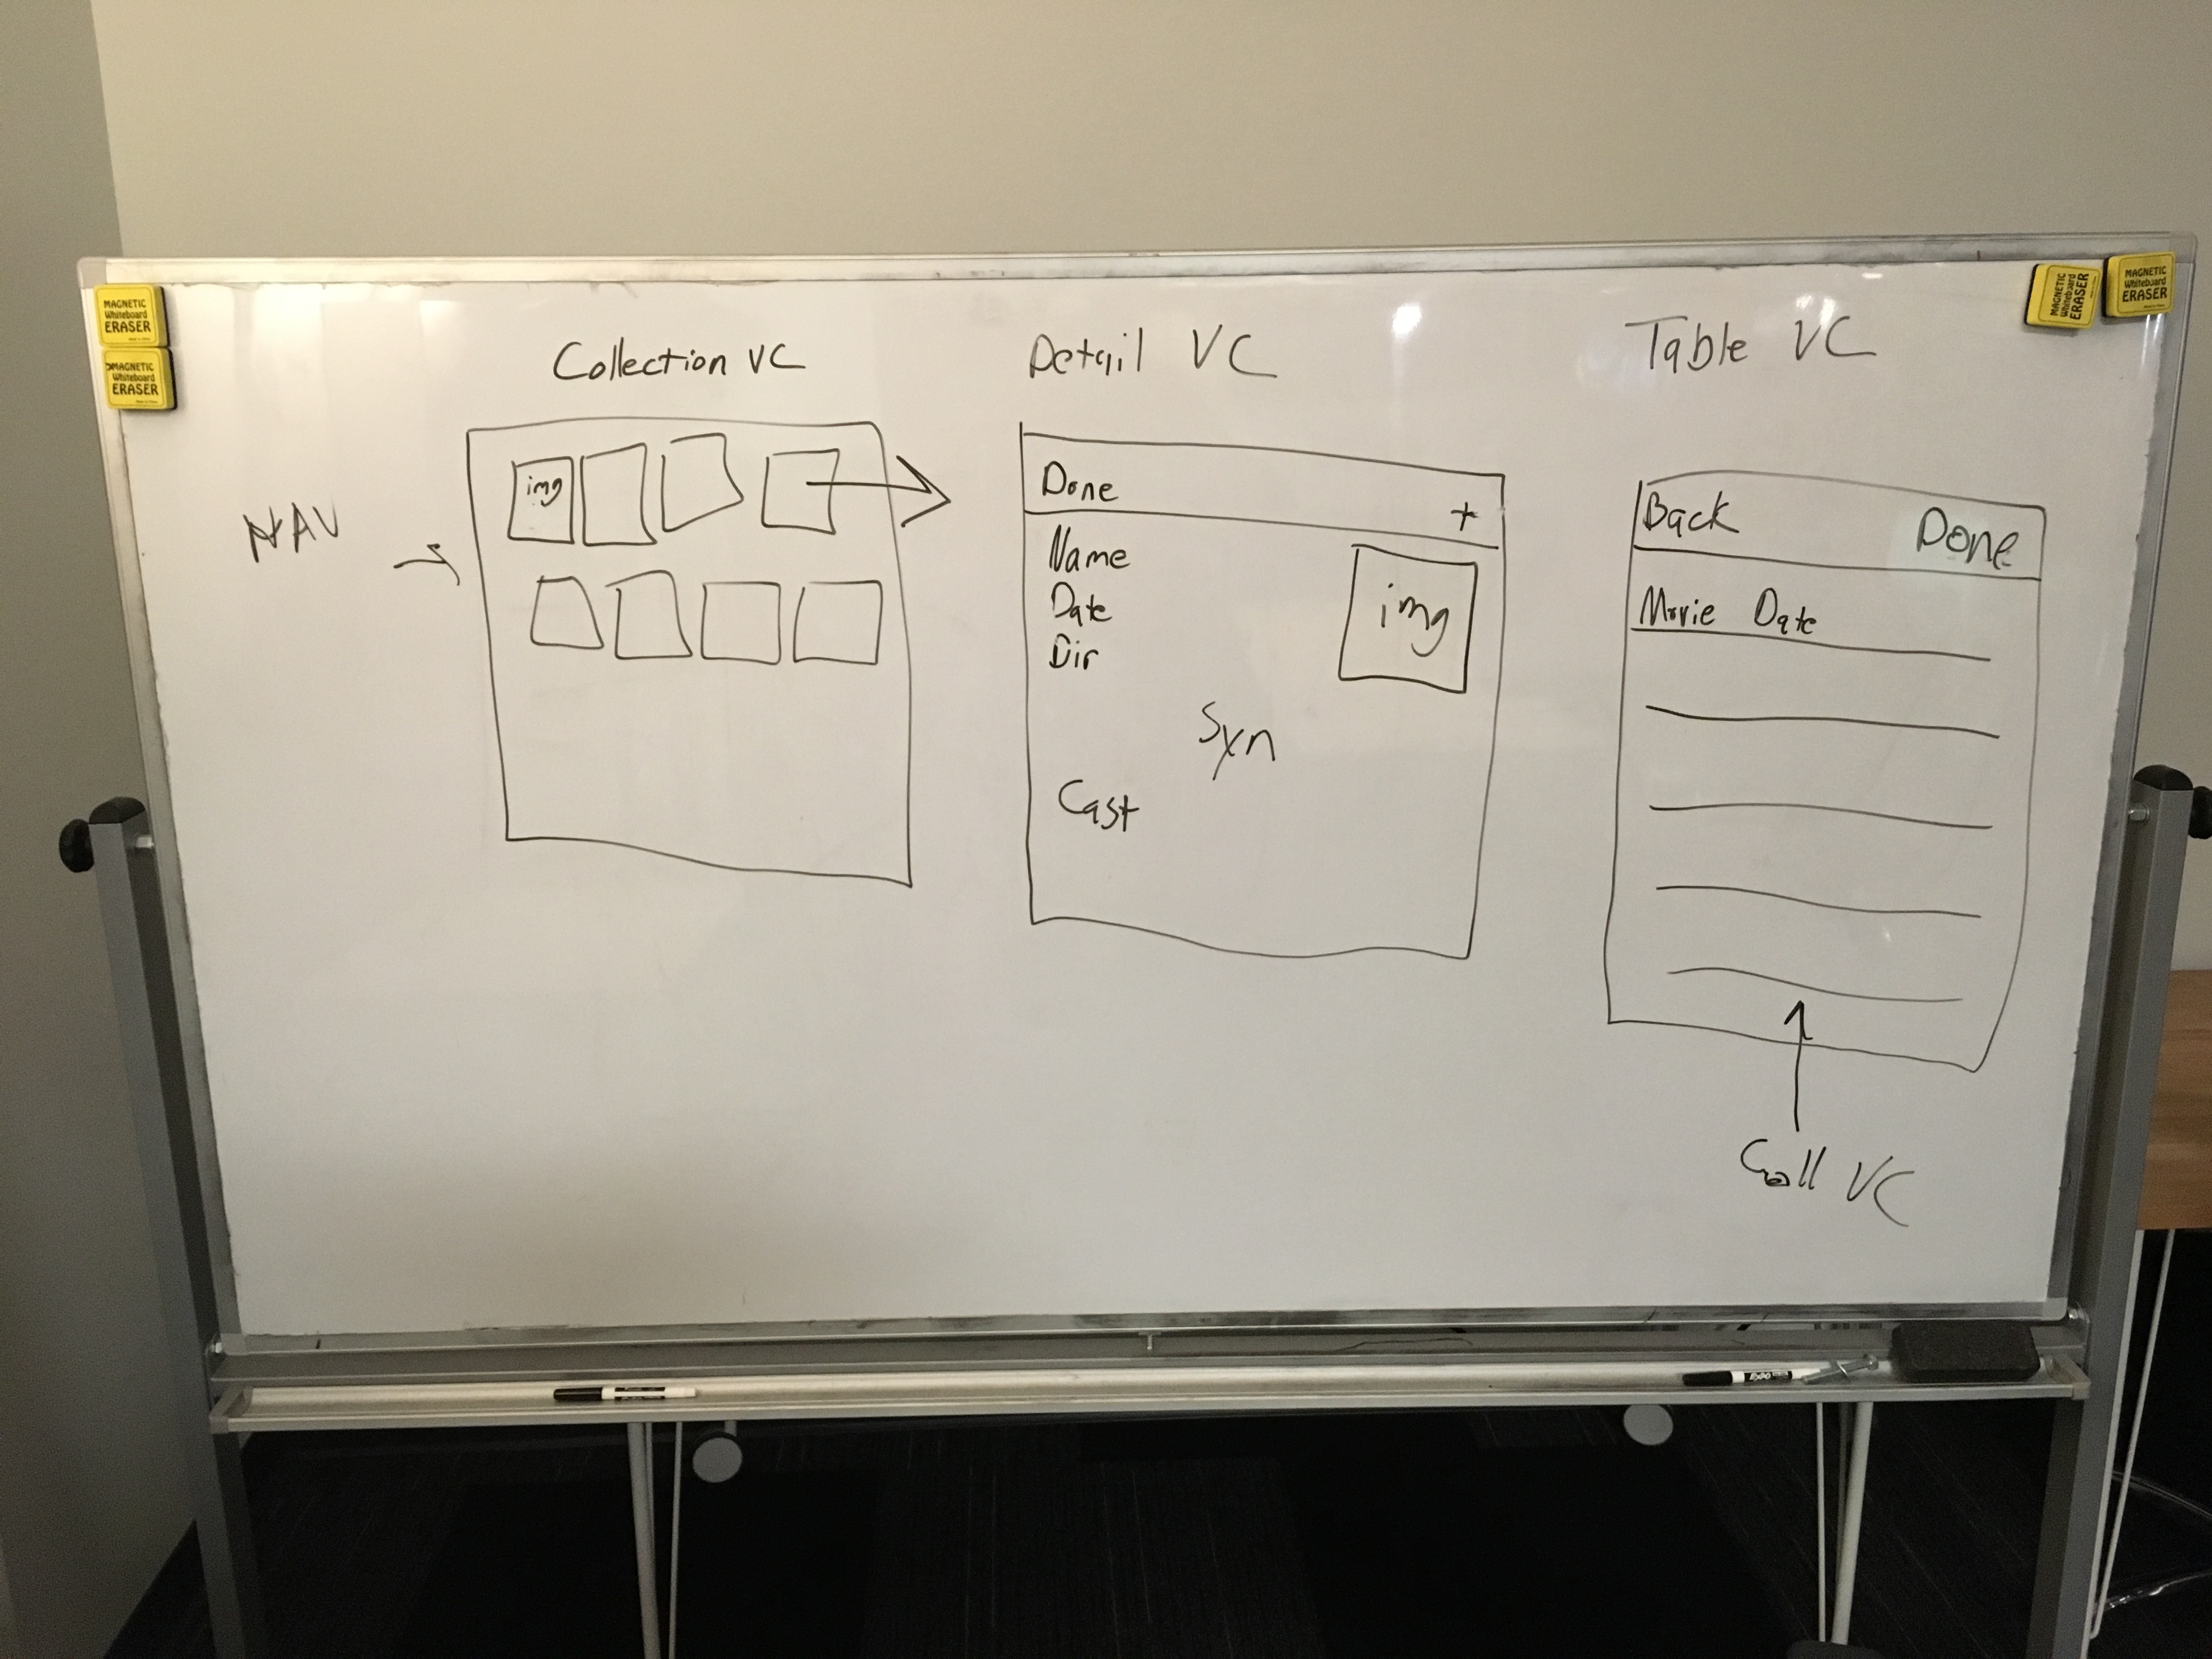 MAGNETIC
Whiteboard
ERASER
MAGNETIC
Whiteboard
ERASER
MAGNETIC
Whiteboard
ERASER
MAGNETIC
Whiteboard
ERASER
Collection VC
Detail VC
Table VC
NAV
img
Done
+
Name
Date
Dir
img
Syn
Cast
Back Done
Movie Date
Coll VC
EXPO